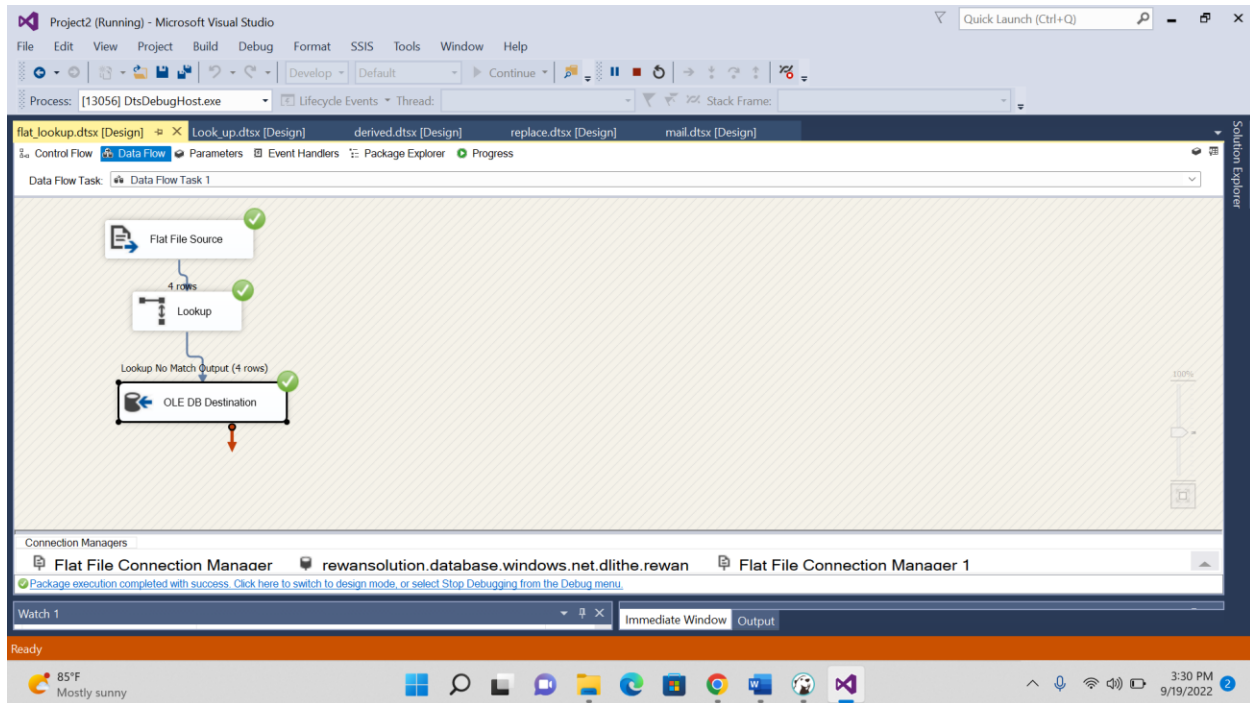 Project2 (Running) - Microsoft Visual Studio
Quick Launch (Ctrl+Q)
File Edit View Project Build Debug Format SSIS Tools Window Help
Develop Default Continue
Process: [13056] DtsDebugHost.exe Lifecycle Events Thread: Stack Frame:
flat_lookup.dtsx [Design] Look_up.dtsx [Design] derived.dtsx [Design] replace.dtsx [Design] mail.dtsx [Design]
Control Flow Data Flow Parameters Event Handlers Package Explorer Progress
Data Flow Task: Data Flow Task 1
Solution Explorer
Flat File Source
4 rows
Lookup
Lookup No Match Output (4 rows)
OLE DB Destination
100%
Connection Managers
Flat File Connection Manager rewansolution.database.windows.net.dlithe.rewan Flat File Connection Manager 1
Package execution completed with success. Click here to switch to design mode, or select Stop Debugging from the Debug menu.
Watch 1
Immediate Window Output
Ready
85°F
Mostly sunny
3:30 PM
9/19/2022
2